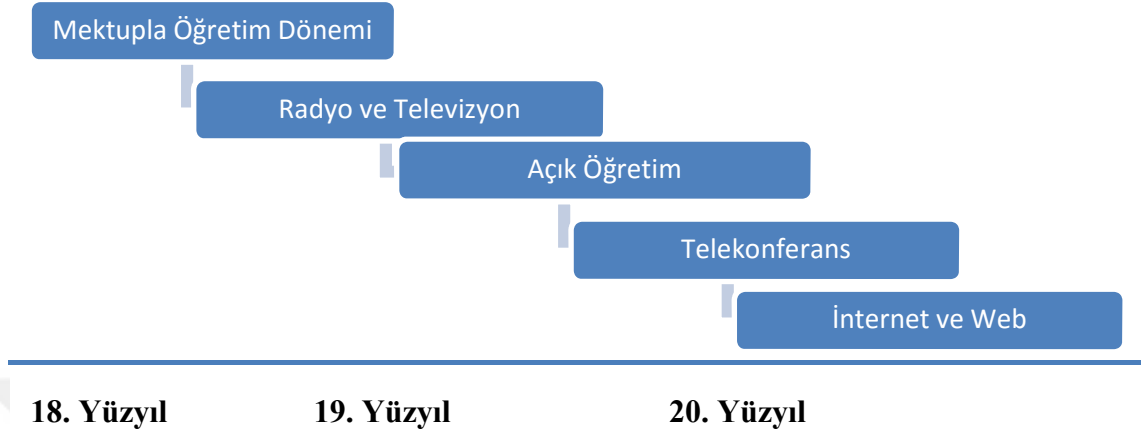 Mektupla Öğretim Dönemi
Radyo ve Televizyon
Açık Öğretim
Telekonferans
İnternet ve Web
18. Yüzyıl 19. Yüzyıl 20. Yüzyıl